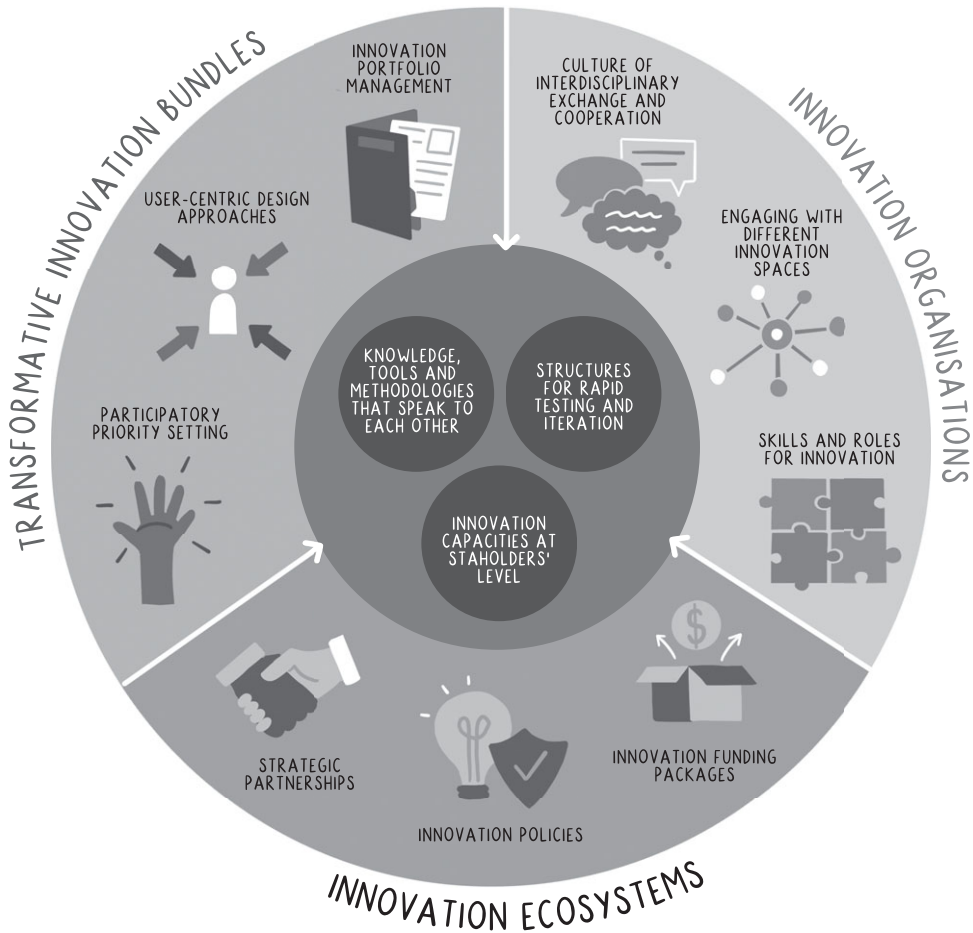 TRANSFORMATIVE INNOVATION BUNDLES
INNOVATION
PORTFOLIO
MANAGEMENT
USER-CENTRIC DESIGN
APPROACHES
PARTICIPATORY
PRIORITY SETTING
INNOVATION ORGANISATIONS
CULTURE OF
INTERDISCIPLINARY
EXCHANGE AND
COOPERATION
ENGAGING WITH
DIFFERENT
INNOVATION
SPACES
SKILLS AND ROLES
FOR INNOVATION
KNOWLEDGE,
TOOLS AND
METHODOLOGIES
THAT SPEAK TO
EACH OTHER
STRUCTURES
FOR RAPID
TESTING AND
ITERATION
INNOVATION
CAPACITIES AT
STAHOLDERS'
LEVEL
$
STRATEGIC
PARTNERSHIPS
INNOVATION POLICIES
INNOVATION FUNDING
PACKAGES
INNOVATION ECOSYSTEMS